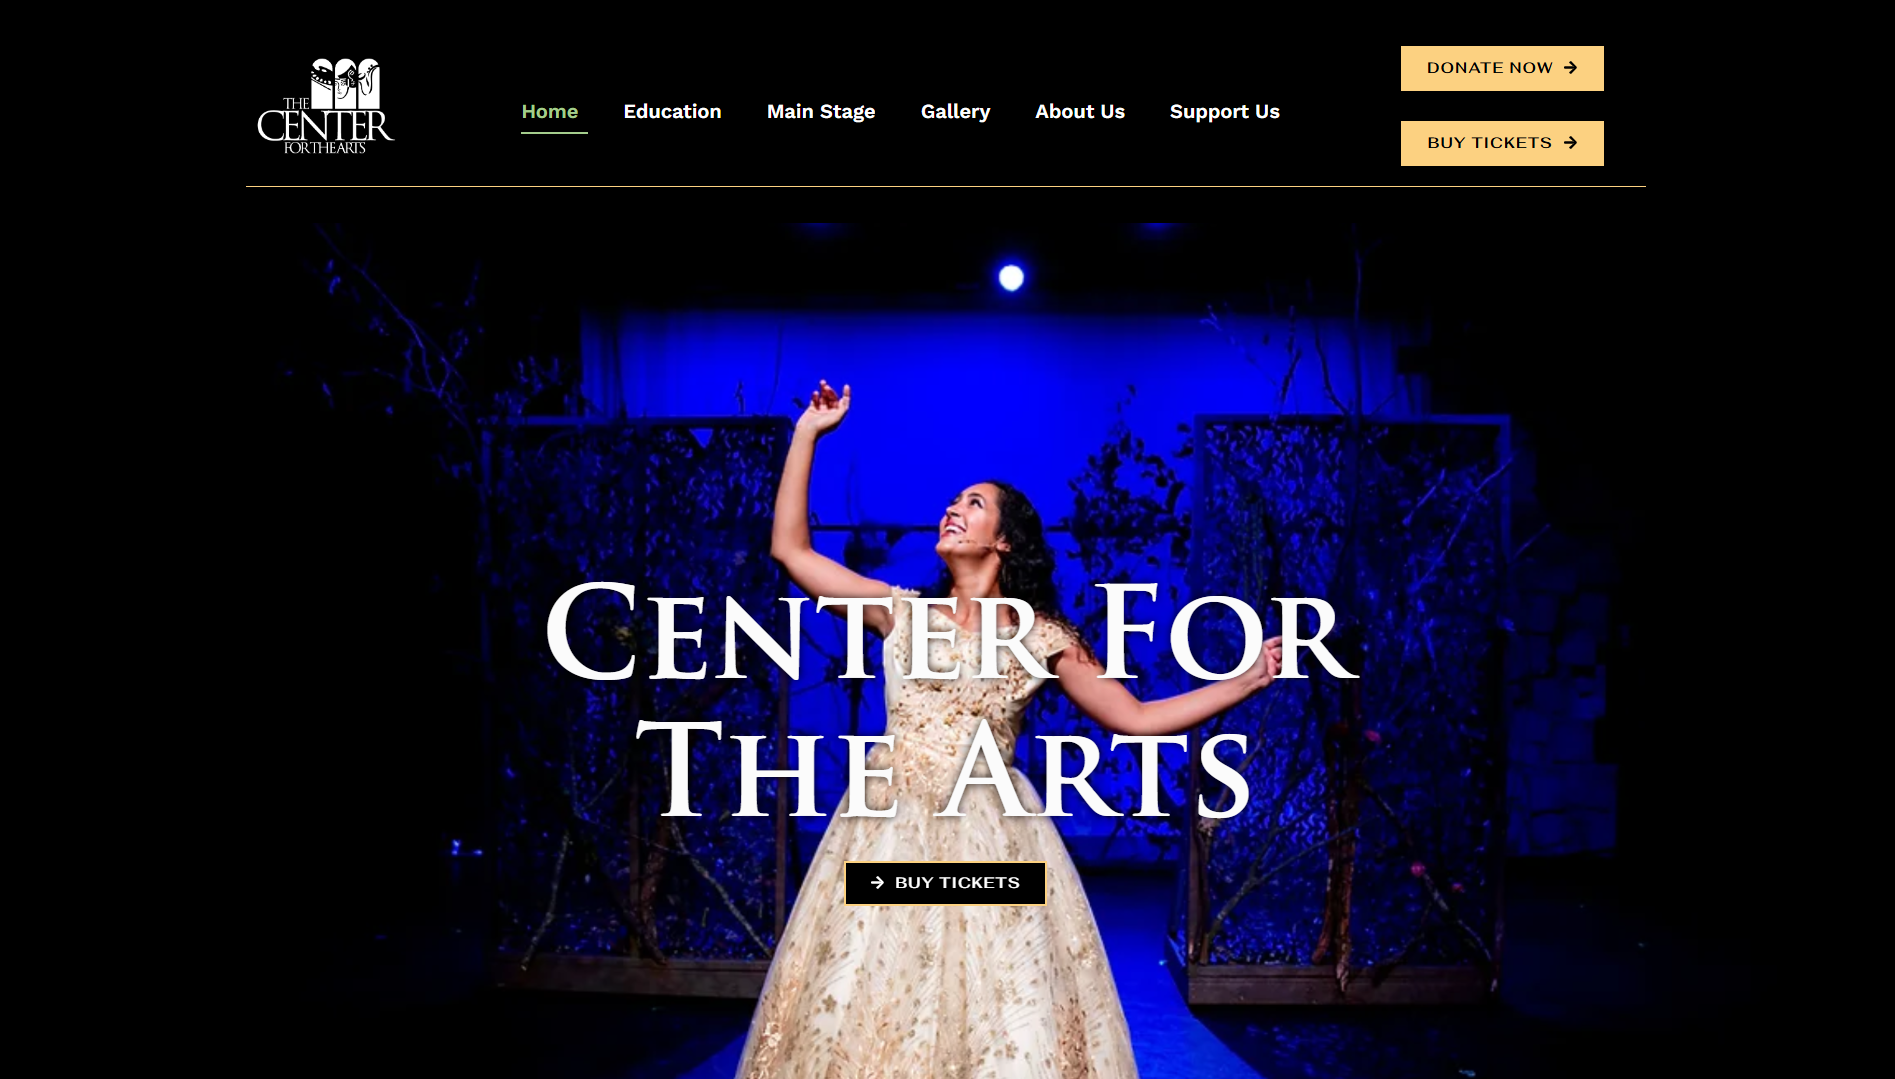 THE
CENTER
FOR THE ARTS
Home
Education
Main Stage
Gallery
About Us
Support Us
DONATE NOW
BUY TICKETS
CENTER FOR
THE ARTS
BUY TICKETS